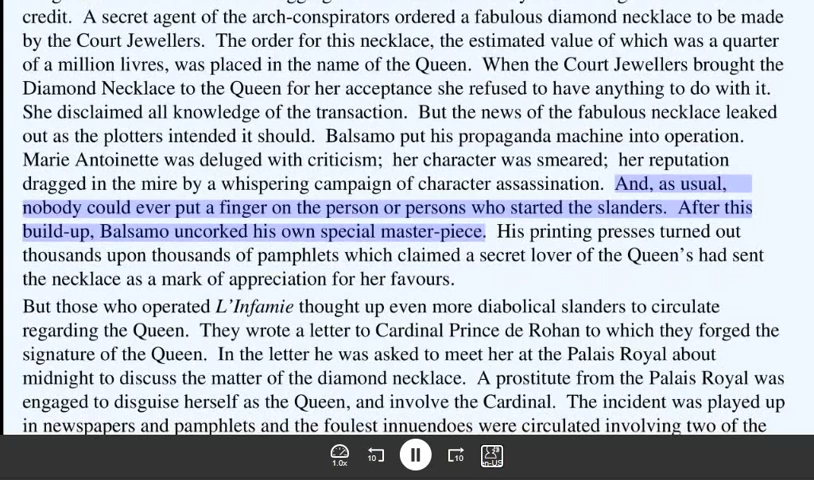 credit.  A secret agent of the arch-conspirators ordered a fabulous diamond necklace to be made
by the Court Jewellers.  The order for this necklace, the estimated value of which was a quarter
of a million livres, was placed in the name of the Queen.  When the Court Jewellers brought the
Diamond Necklace to the Queen for her acceptance she refused to have anything to do with it.
She disclaimed all knowledge of the transaction.  But the news of the fabulous necklace leaked
out as the plotters intended it should.  Balsamo put his propaganda machine into operation.
Marie Antoinette was deluged with criticism;  her character was smeared;  her reputation
dragged in the mire by a whispering campaign of character assassination.  And, as usual,
nobody could ever put a finger on the person or persons who started the slanders.  After this
build-up, Balsamo uncorked his own special master-piece.  His printing presses turned out
thousands upon thousands of pamphlets which claimed a secret lover of the Queen’s had sent
the necklace as a mark of appreciation for her favours.
But those who operated L’Infamie thought up even more diabolical slanders to circulate
regarding the Queen.  They wrote a letter to Cardinal Prince de Rohan to which they forged the
signature of the Queen.  In the letter he was asked to meet her at the Palais Royal about
midnight to discuss the matter of the diamond necklace.  A prostitute from the Palais Royal was
engaged to disguise herself as the Queen, and involve the Cardinal.  The incident was played up
in newspapers and pamphlets and the foulest innuendoes were circulated involving two of the
1.0x 10 10 en-US